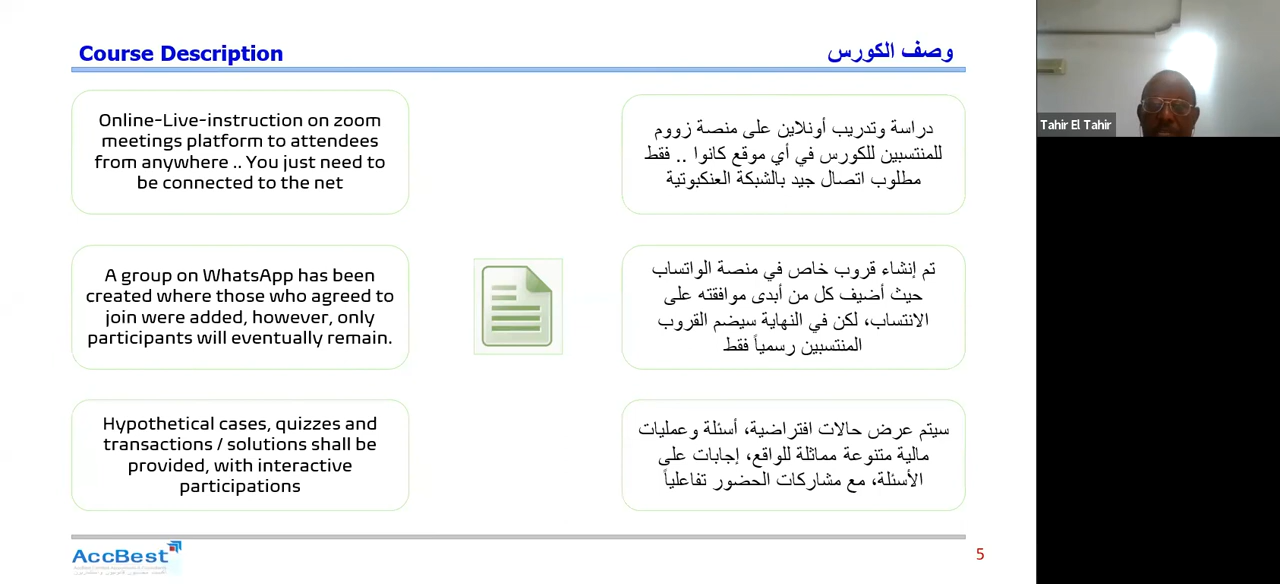 Course Description
وصف الكورس
Online-Live-instruction on zoom
meetings platform to attendees
from anywhere .. You just need to
be connected to the net
دراسة وتدريب أونلاين على منصة زووم
للمنتسبين للكورس في أي موقع كانوا .. فقط
مطلوب اتصال جيد بالشبكة العنكبوتية
A group on WhatsApp has been
created where those who agreed to
join were added, however, only
participants will eventually remain.
تم إنشاء قروب خاص في منصة الواتساب
حيث أضيف كل من أبدى موافقته على
الانتساب، لكن في النهاية سيضم القروب
المنتسبين رسمياً فقط
Hypothetical cases, quizzes and
transactions / solutions shall be
provided, with interactive
participations
سيتم عرض حالات افتراضية، أسئلة وعمليات
مالية متنوعة مماثلة للواقع، إجابات على
الأسئلة، مع مشاركات الحضور تفاعلياً
AccBest
5
Tahir El Tahir